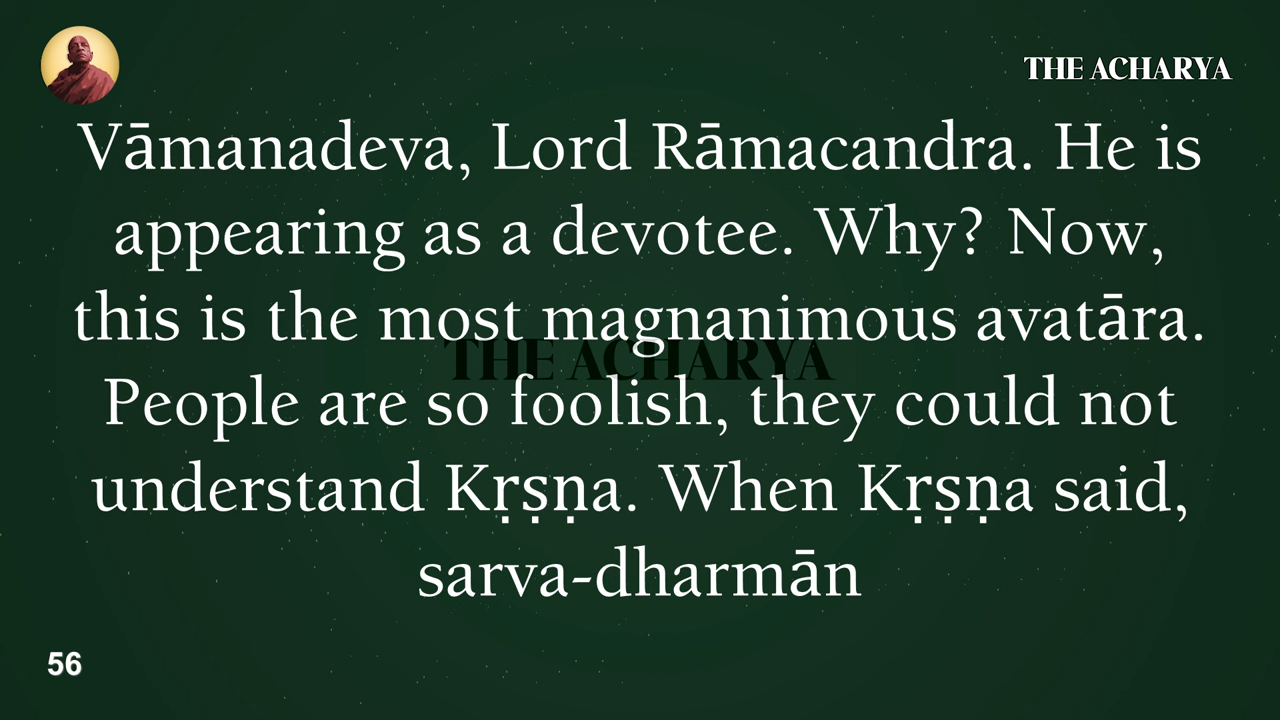 THE ACHARYA
Vāmanadeva, Lord Rāmacandra. He is
appearing as a devotee. Why? Now,
this is the most magnanimous avatāra.
THE ACHARYA
People are so foolish, they could not
understand Kṛṣṇa. When Kṛṣṇa said,
sarva-dharmān
56